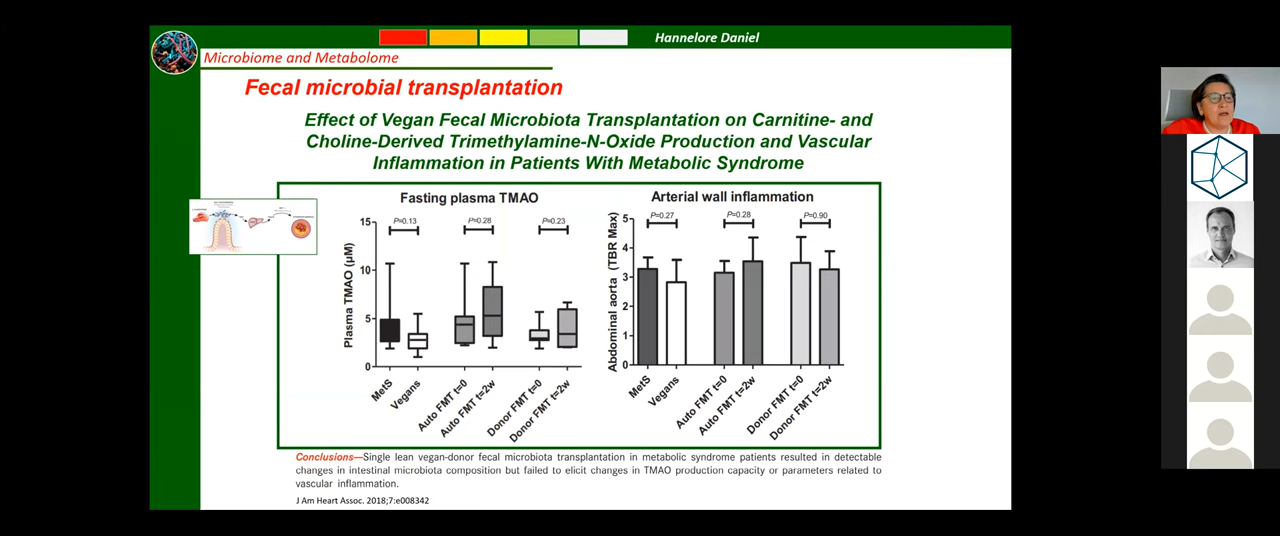 Hannelore Daniel
Microbiome and Metabolome
Fecal microbial transplantation
Effect of Vegan Fecal Microbiota Transplantation on Carnitine- and
Choline-Derived Trimethylamine-N-Oxide Production and Vascular
Inflammation in Patients With Metabolic Syndrome
Fasting plasma TMAO
P=0.13
P=0.28
P=0.23
Plasma TMAO (µM)
15
10
5
0
MetS
Vegans
Auto FMT t=0
Auto FMT t=2w
Donor FMT t=0
Donor FMT t=2w
Arterial wall inflammation
P=0.27
P=0.28
P=0.90
Abdominal aorta (TBR Max)
5
4
3
2
1
0
MetS
Vegans
Auto FMT t=0
Auto FMT t=2w
Donor FMT t=0
Donor FMT t=2w
Conclusions—Single lean vegan-donor fecal microbiota transplantation in metabolic syndrome patients resulted in detectable
changes in intestinal microbiota composition but failed to elicit changes in TMAO production capacity or parameters related to
vascular inflammation.
J Am Heart Assoc. 2018;7:e008342